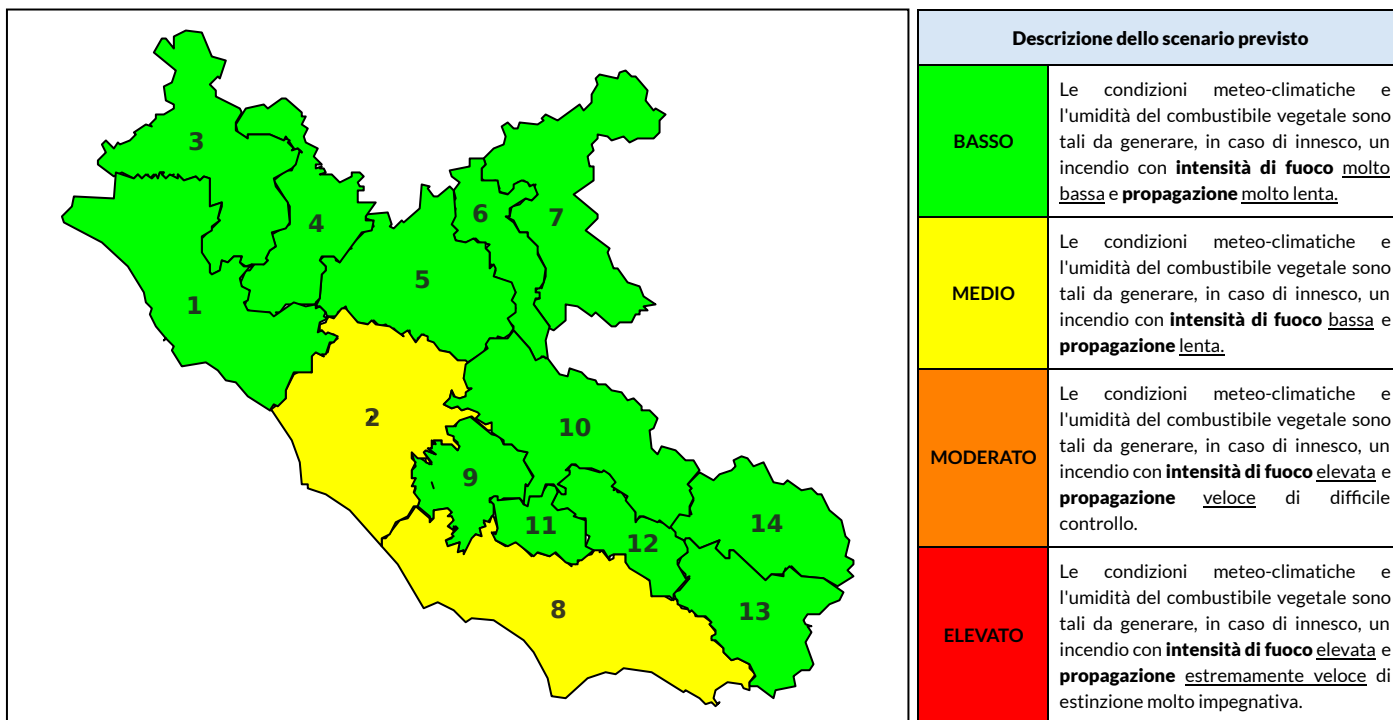 3
4
6
7
1
5
2
10
9
11
12
14
8
13
Descrizione dello scenario previsto
BASSO
Le condizioni meteo-climatiche e
l'umidità del combustibile vegetale sono
tali da generare, in caso di innesco, un
incendio con intensità di fuoco molto
bassa e propagazione molto lenta.
MEDIO
Le condizioni meteo-climatiche e
l'umidità del combustibile vegetale sono
tali da generare, in caso di innesco, un
incendio con intensità di fuoco bassa e
propagazione lenta.
MODERATO
Le condizioni meteo-climatiche e
l'umidità del combustibile vegetale sono
tali da generare, in caso di innesco, un
incendio con intensità di fuoco elevata e
propagazione veloce di difficile
controllo.
ELEVATO
Le condizioni meteo-climatiche e
l'umidità del combustibile vegetale sono
tali da generare, in caso di innesco, un
incendio con intensità di fuoco elevata e
propagazione estremamente veloce di
estinzione molto impegnativa.